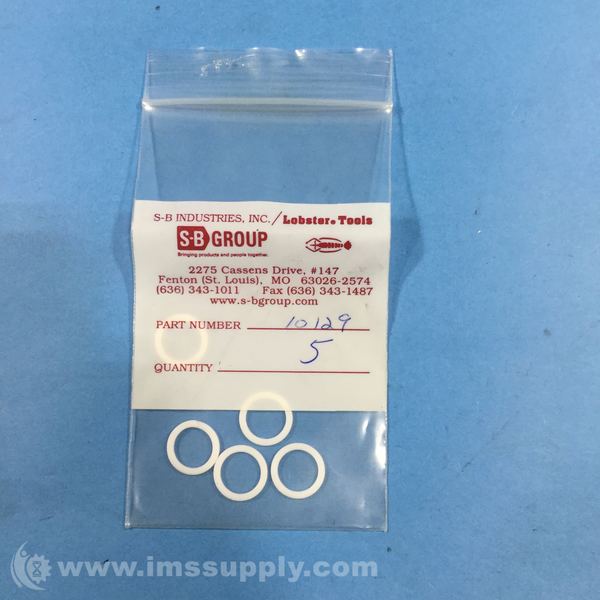 S-B INDUSTRIES, INC. / Lobster® Tools
S-B GROUP
Bringing products and people together.
2275 Cassens Drive, #147
Fenton (St. Louis), MO 63026-2574
(636) 343-1011 Fax (636) 343-1487
www.s-bgroup.com
PART NUMBER 10129
QUANTITY 5
www.imssupply.com